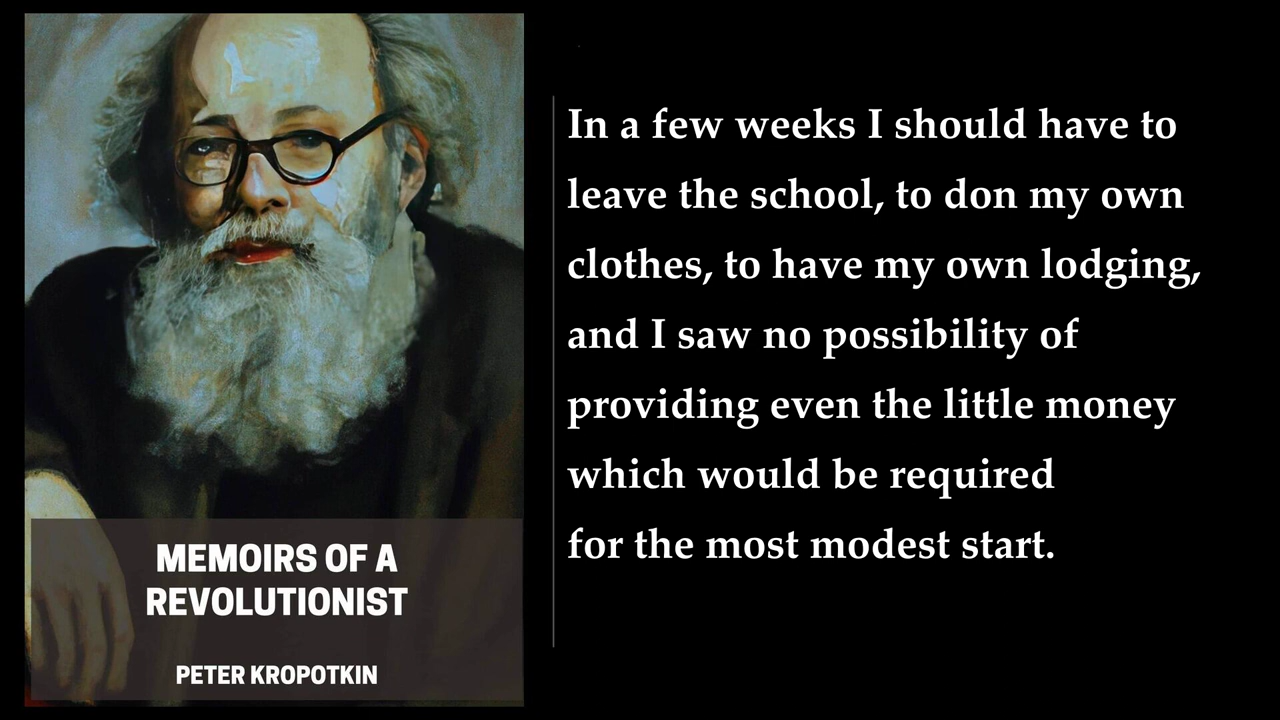 MEMOIRS OF A
REVOLUTIONIST
PETER KROPOTKIN
In a few weeks I should have to
leave the school, to don my own
clothes, to have my own lodging,
and I saw no possibility of
providing even the little money
which would be required
for the most modest start.